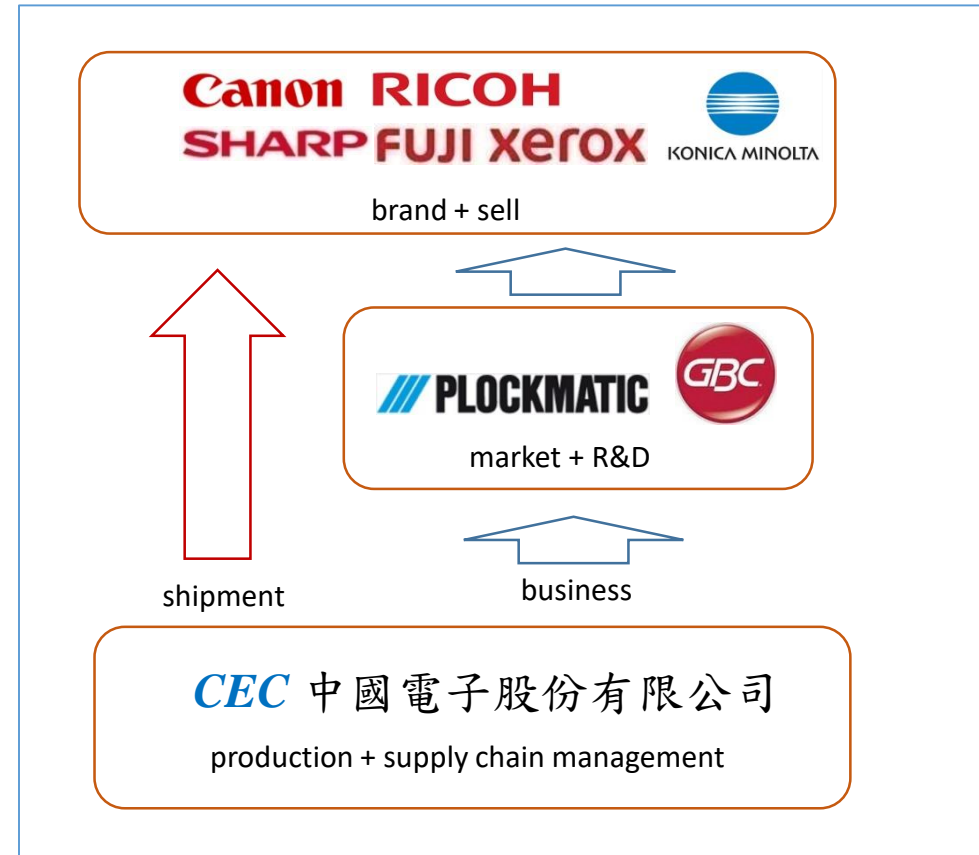 Canon RICOH
SHARP FUJI xerox KONICA MINOLTA
brand + sell
PLOCKMATIC GBC
market + R&D
shipment business
CEC 中國電子股份有限公司
production + supply chain management